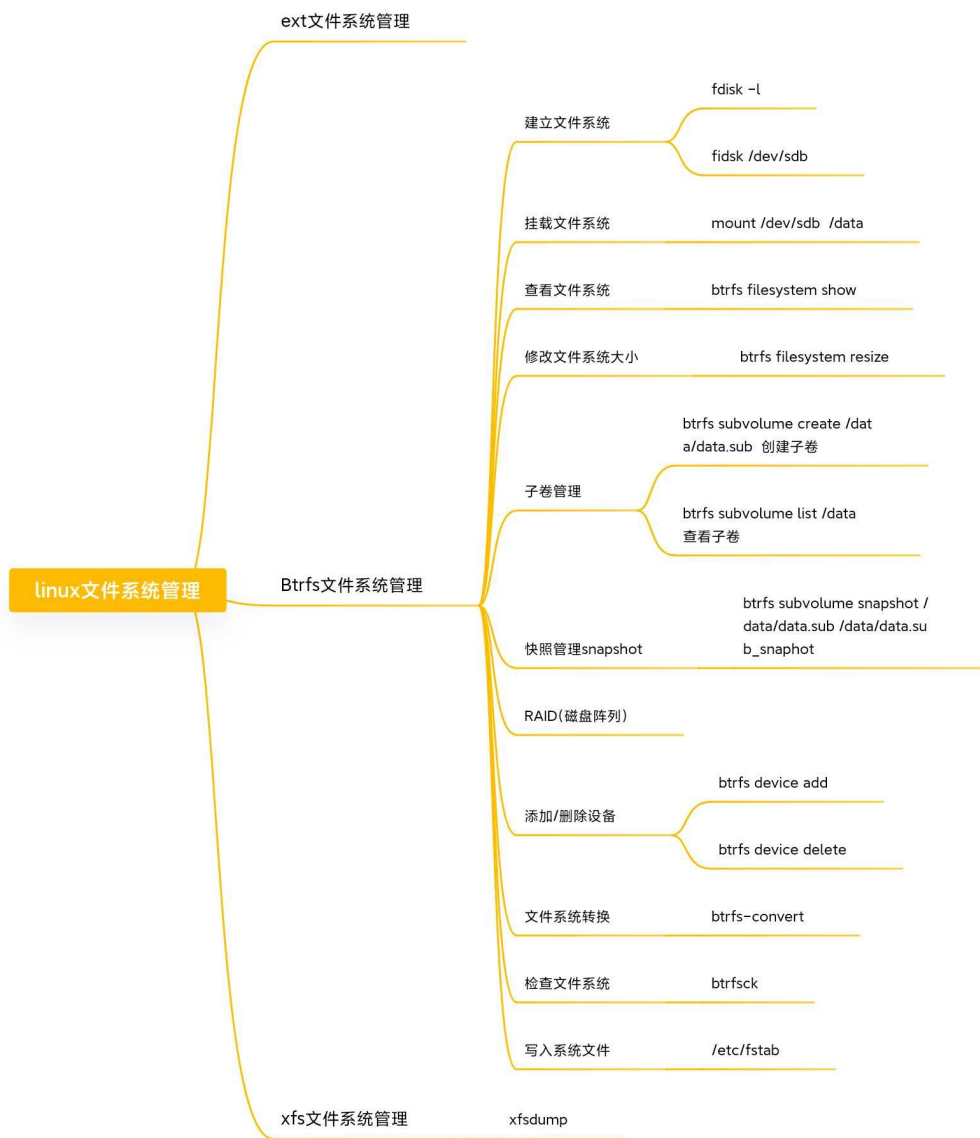 ext文件系统管理
fdisk -l
建立文件系统
fidsk /dev/sdb
挂载文件系统
mount /dev/sdb /data
查看文件系统
btrfs filesystem show
修改文件系统大小
btrfs filesystem resize
btrfs subvolume create /dat
a/data.sub 创建子卷
子卷管理
btrfs subvolume list /data
查看子卷
linux文件系统管理
Btrfs文件系统管理
btrfs subvolume snapshot /
data/data.sub /data/data.su
b_snaphot
快照管理snapshot
RAID(磁盘阵列)
btrfs device add
添加/删除设备
btrfs device delete
文件系统转换
btrfs-convert
检查文件系统
btrfsck
写入系统文件
/etc/fstab
xfs文件系统管理
xfsdump